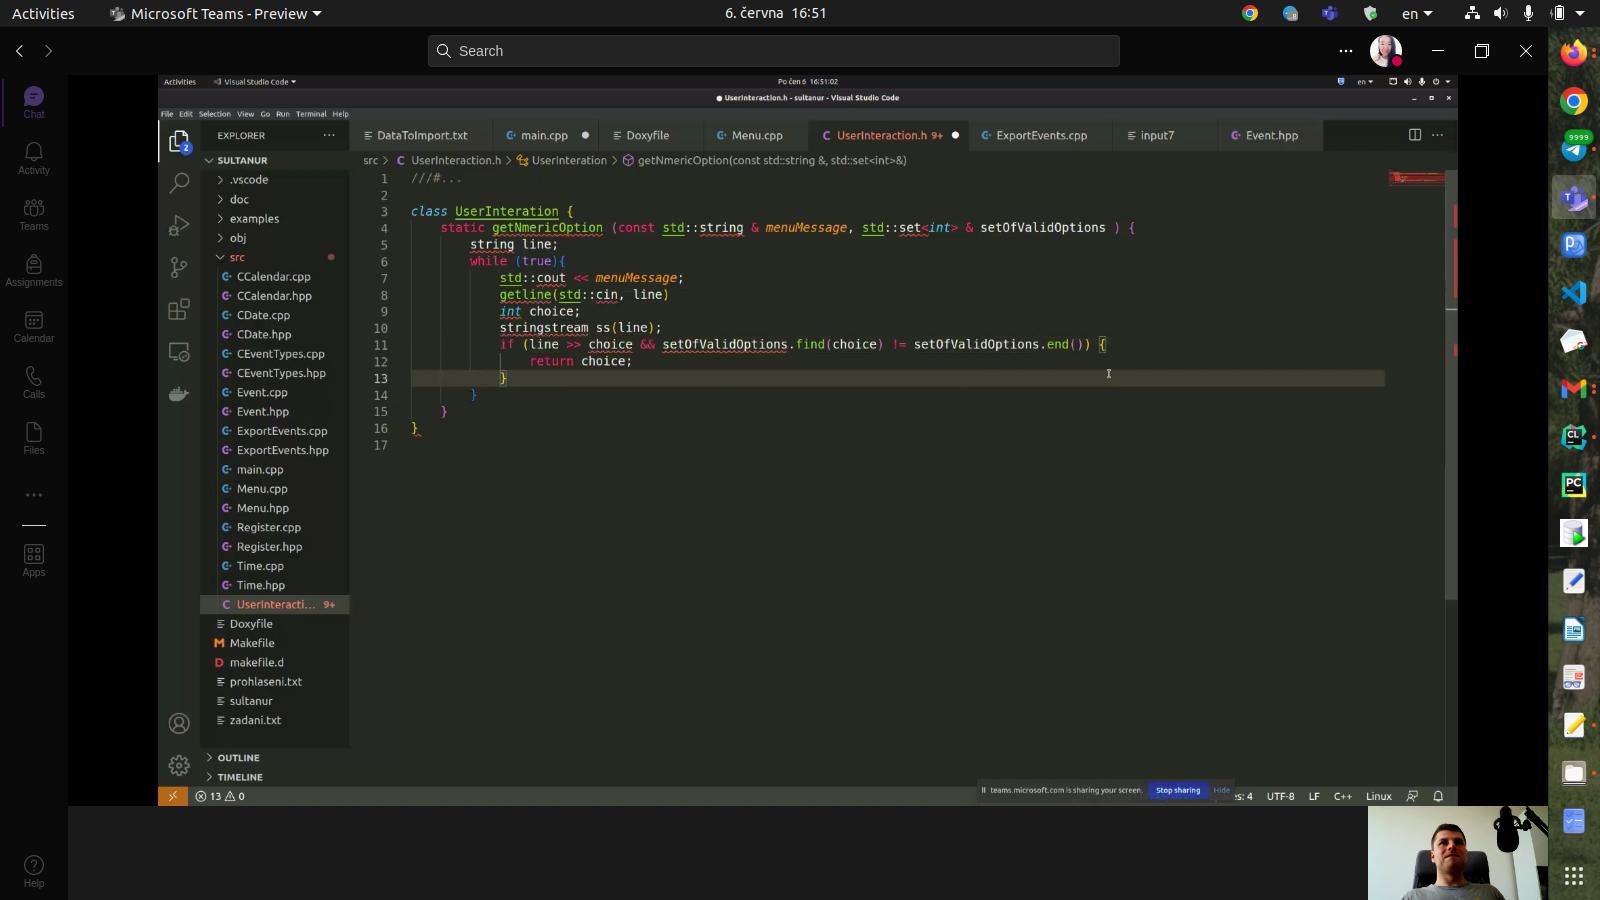 Activities
Microsoft Teams - Preview
6. června 16:51
en
Search
Activities
Visual Studio Code
Po čen 6 16:51:02
en
● UserInteraction.h - sultanur - Visual Studio Code
File Edit Selection View Go Run Terminal Help
Chat
Activity
Teams
Assignments
Calendar
Calls
Files
Apps
Help
2
EXPLORER
DataToImport.txt
main.cpp
Doxyfile
Menu.cpp
UserInteraction.h 9+
ExportEvents.cpp
input7
Event.hpp
src > C UserInteraction.h > UserInteration > getNmericOption(const std::string &, std::set<int>&)
SULTANUR
.vscode
doc
examples
obj
src
CCalendar.cpp
CCalendar.hpp
CDate.cpp
CDate.hpp
CEventTypes.cpp
CEventTypes.hpp
Event.cpp
Event.hpp
ExportEvents.cpp
ExportEvents.hpp
main.cpp
Menu.cpp
Menu.hpp
Register.cpp
Register.hpp
Time.cpp
Time.hpp
C UserInteracti... 9+
Doxyfile
M Makefile
D makefile.d
prohlaseni.txt
sultanur
zadani.txt
OUTLINE
TIMELINE
1 ///#...
2
3 class UserInteration {
4 static getNmericOption (const std::string & menuMessage, std::set<int> & setOfValidOptions ) {
5 string line;
6 while (true){
7 std::cout << menuMessage;
8 getline(std::cin, line)
9 int choice;
10 stringstream ss(line);
11 if (line >> choice && setOfValidOptions.find(choice) != setOfValidOptions.end()) {
12 return choice;
13 }
14 }
15 }
16 }
17
teams.microsoft.com is sharing your screen.
Stop sharing
Hide
13 0
es: 4
UTF-8
LF
C++
Linux
9999
CL
PC